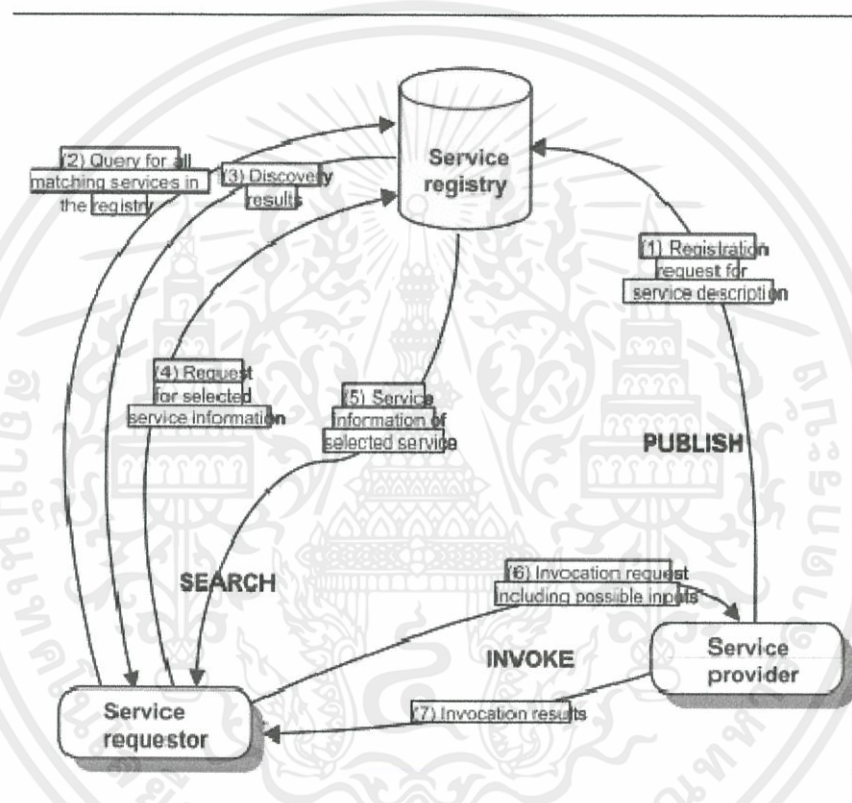 (2) Query for all
matching services in
the registry
(3) Discovery
results
Service
registry
(1) Registration
request for
service description
(4) Request
for selected
service information
(5) Service
information of
selected service
PUBLISH
SEARCH
(6) Invocation request
including possible inputs
INVOKE
Service
provider
Service
requestor
(7) Invocation results